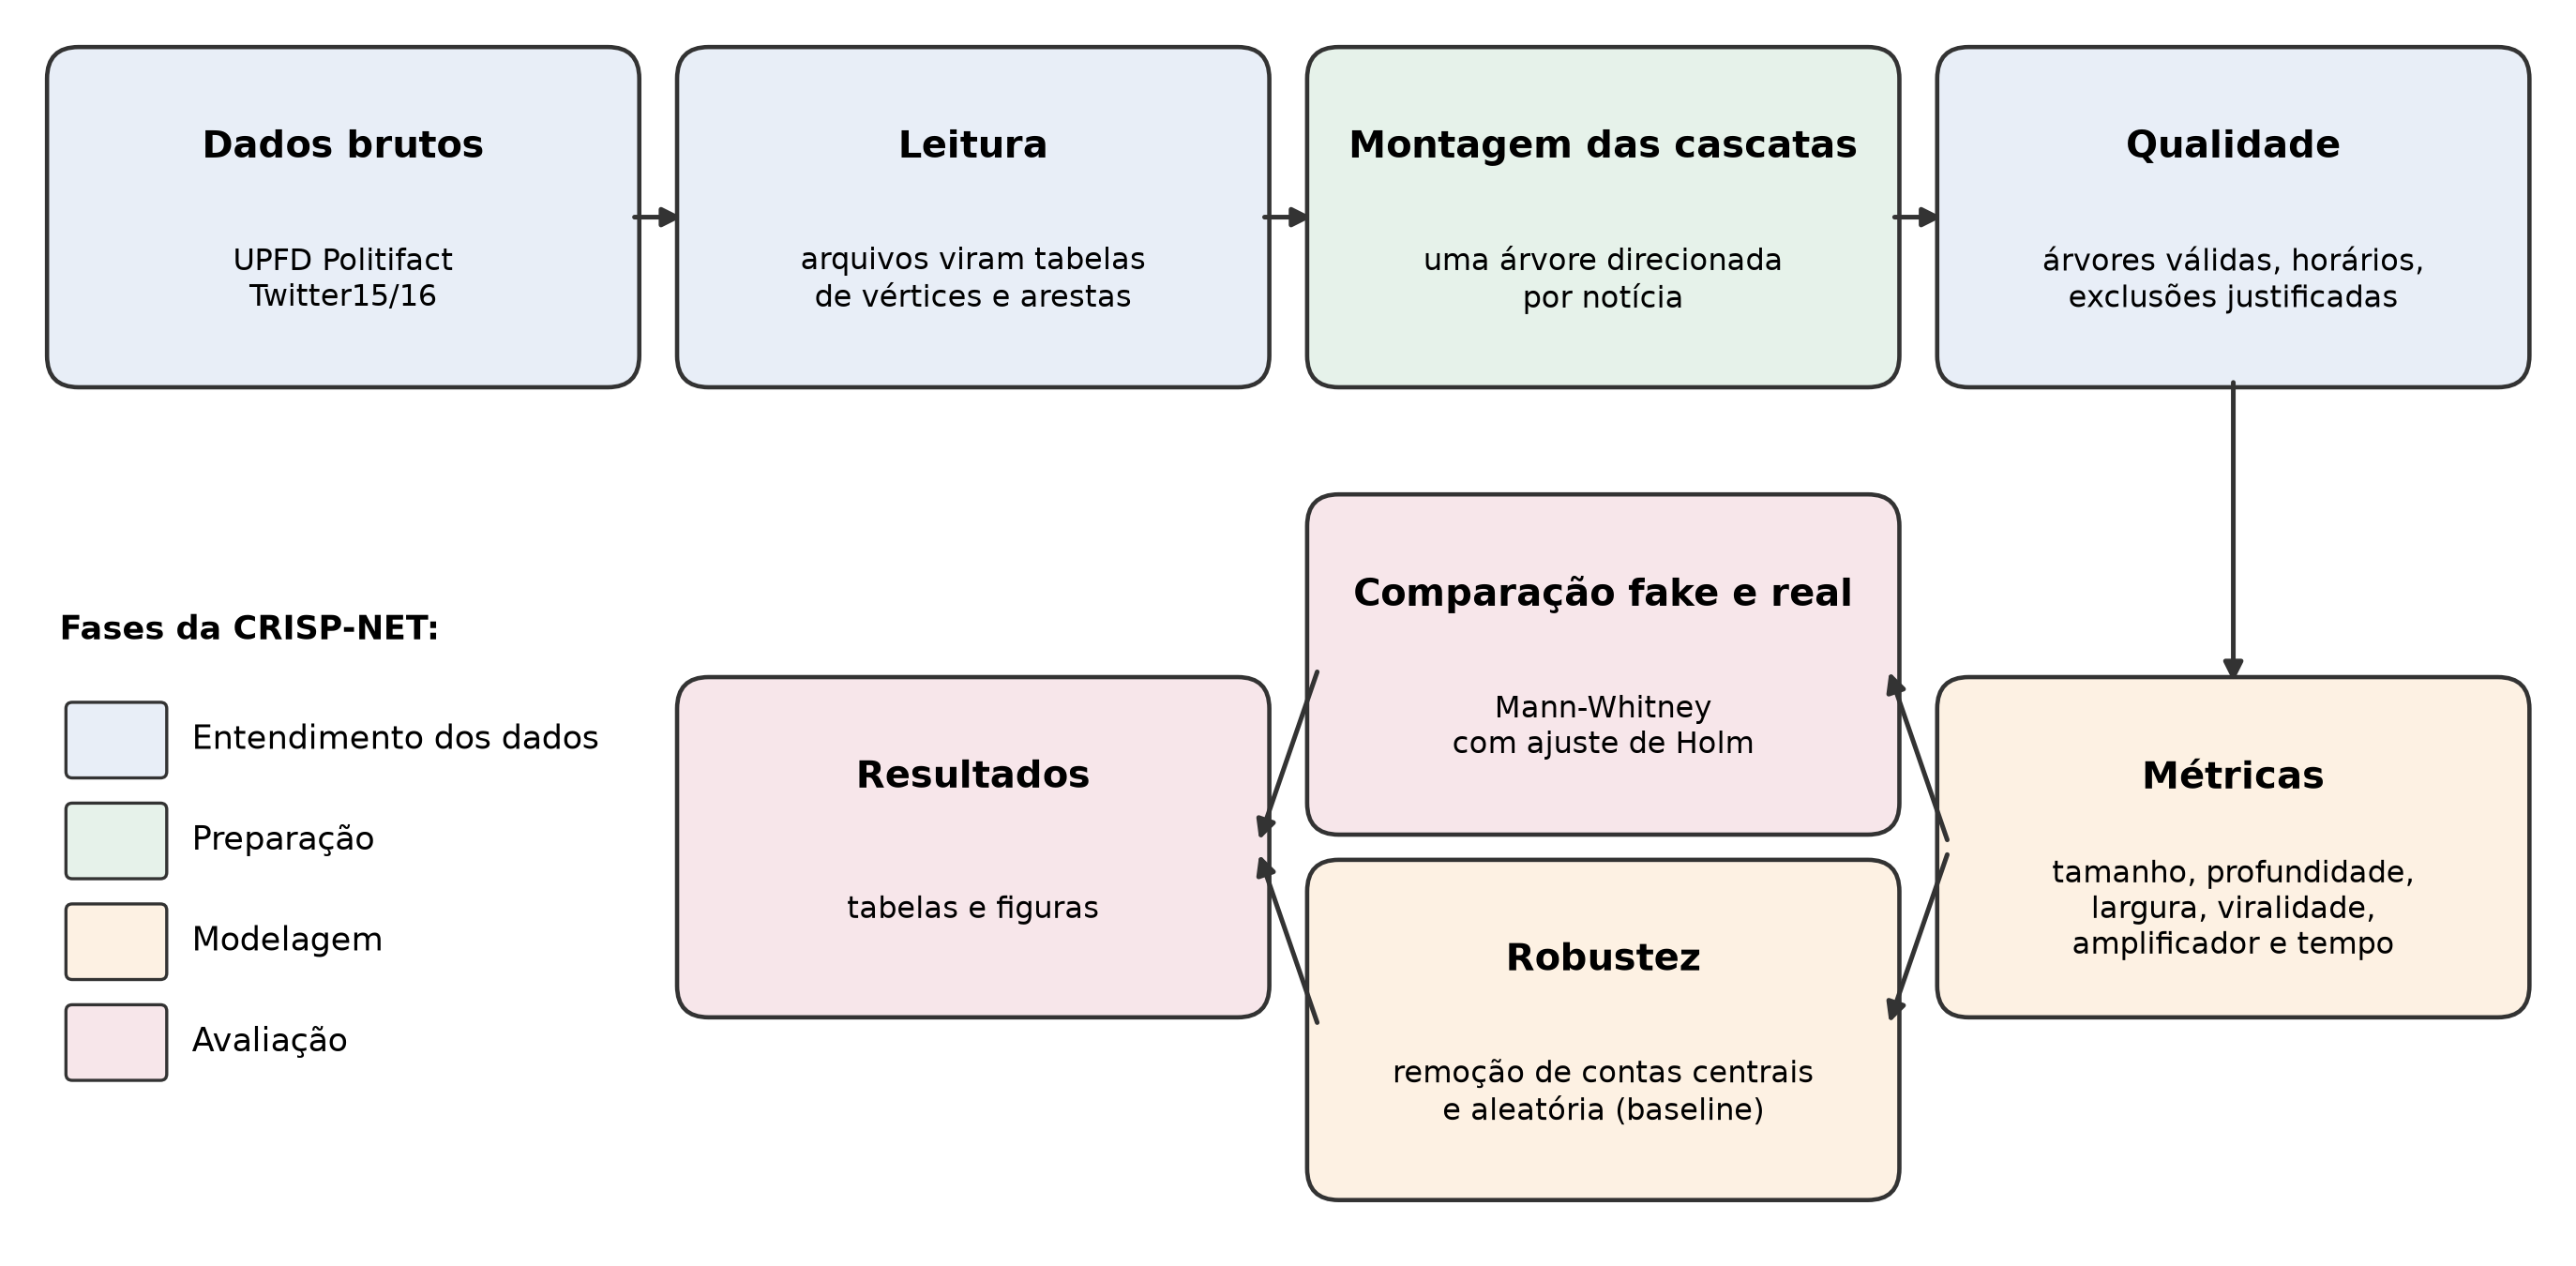 Dados brutos
UPFD Politifact
Twitter15/16
Leitura
arquivos viram tabelas
de vértices e arestas
Montagem das cascatas
uma árvore direcionada
por notícia
Qualidade
árvores válidas, horários,
exclusões justificadas
Comparação fake e real
Mann-Whitney
com ajuste de Holm
Métricas
tamanho, profundidade,
largura, viralidade,
amplificador e tempo
Robustez
remoção de contas centrais
e aleatória (baseline)
Resultados
tabelas e figuras
Fases da CRISP-NET:
Entendimento dos dados
Preparação
Modelagem
Avaliação